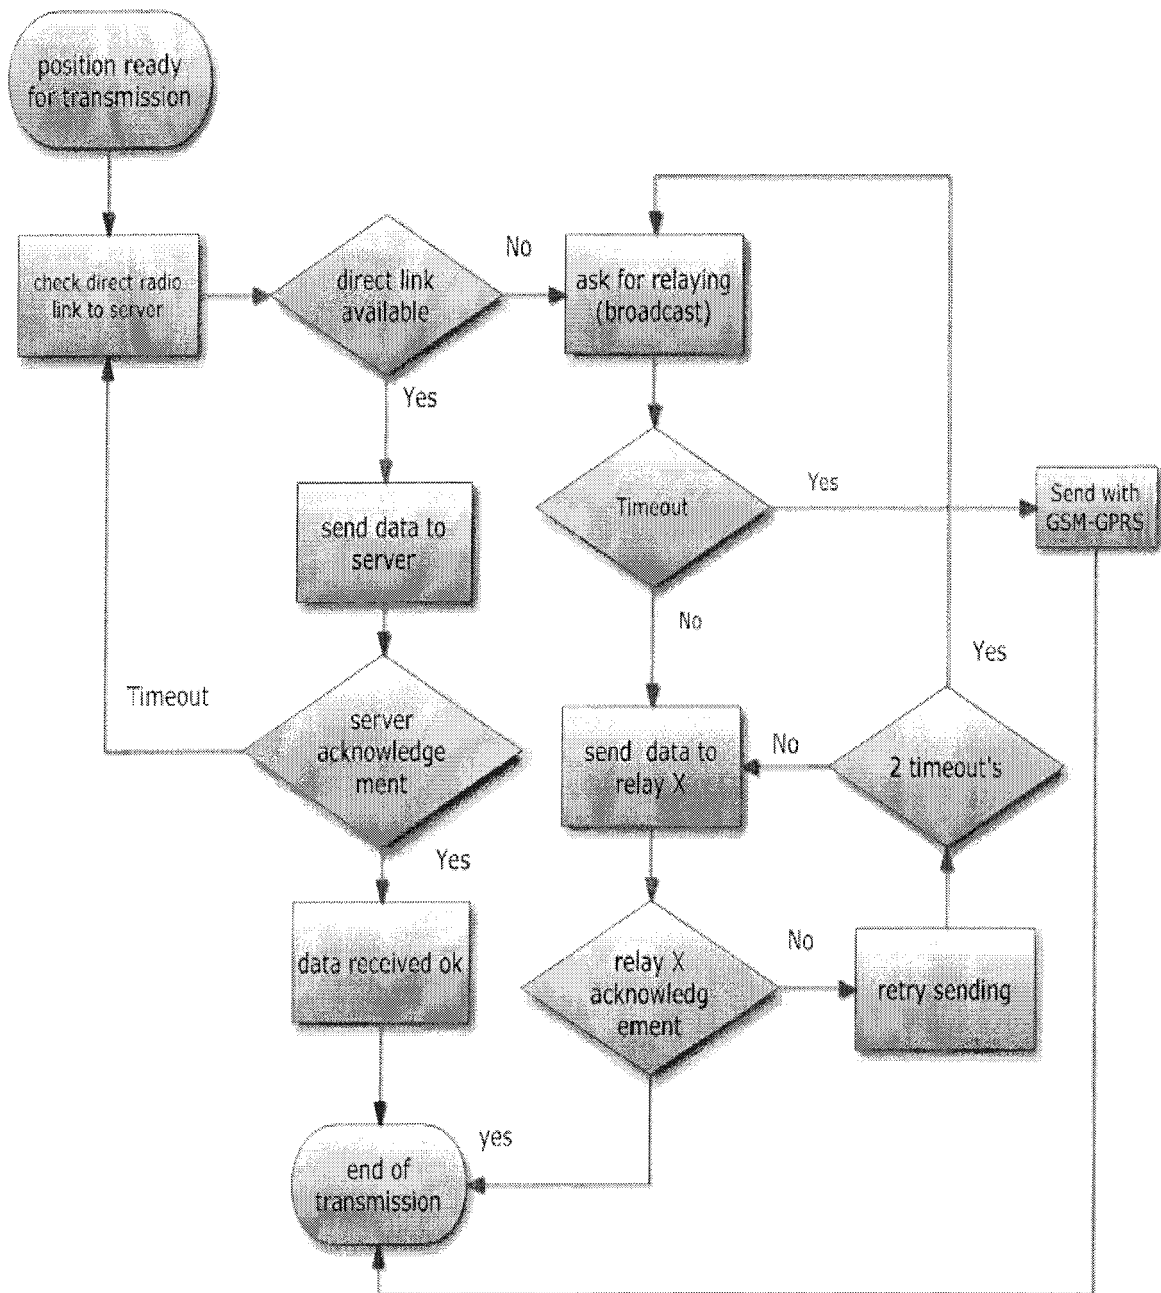 position ready
for transmission
check direct radio
link to server
direct link
available
No
ask for relaying
(broadcast)
Yes
send data to
server
Timeout
Yes
Send with
GSM-GPRS
No
Timeout
server
acknowledge
ment
send data to
relay X
No
2 timeout's
Yes
Yes
data received ok
relay X
acknowledg
ement
No
retry sending
yes
end of
transmission